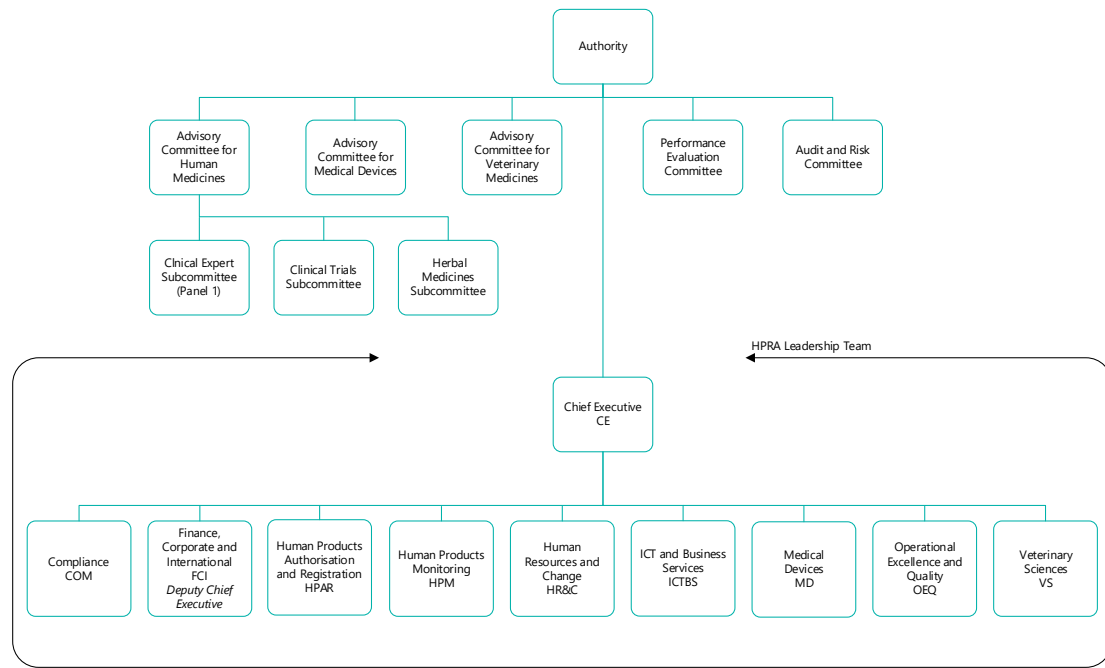 Authority
Advisory
Committee for
Human
Medicines
Advisory
Committee for
Medical Devices
Advisory
Committee for
Veterinary
Medicines
Performance
Evaluation
Committee
Audit and Risk
Committee
Clnical Expert
Subcommittee
(Panel 1)
Clinical Trials
Subcommittee
Herbal
Medicines
Subcommittee
HPRA Leadership Team
Chief Executive
CE
Compliance
COM
Finance,
Corporate and
International
FCI
Deputy Chief
Executive
Human Products
Authorisation
and Registration
HPAR
Human Products
Monitoring
HPM
Human
Resources and
Change
HR&C
ICT and Business
Services
ICTBS
Medical
Devices
MD
Operational
Excellence and
Quality
OEQ
Veterinary
Sciences
VS